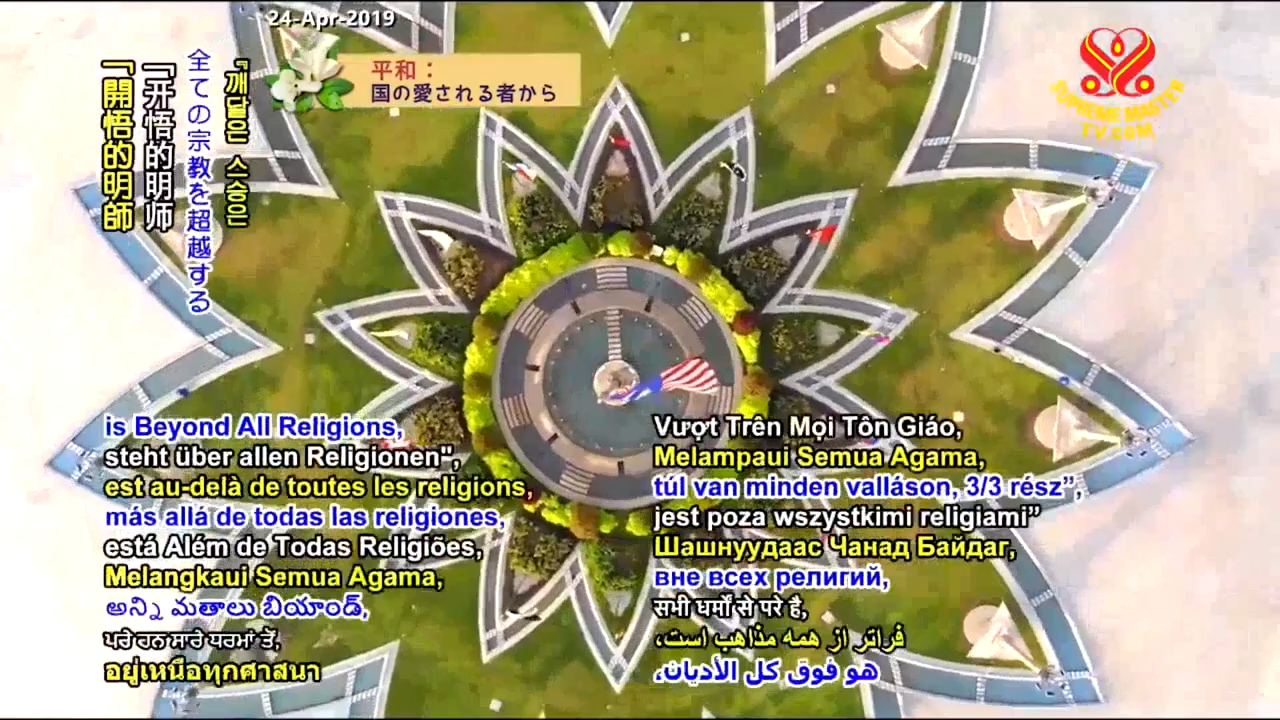 24-Apr-2019
平和：
国の愛される者から
SUPREME MASTER
TV.COM
『깨달은 스승은
全ての宗教を超越する
「开悟的明师
「開悟的明師
is Beyond All Religions,
steht über allen Religionen",
est au-delà de toutes les religions,
más allá de todas las religiones,
está Além de Todas Religiões,
Melangkaui Semua Agama,
అన్ని మతాలు బియాండ్,
ਪਰੇ ਹਨ ਸਾਰੇ ਧਰਮਾਂ ਤੋਂ,
อยู่เหนือทุกศาสนา
Vượt Trên Mọi Tôn Giáo,
Melampaui Semua Agama,
túl van minden valláson, 3/3 rész”,
jest poza wszystkimi religiami”
Шашнуудаас Чанад Байдаг,
вне всех религий,
सभी धर्मों से परे है,
فراتر از همه مذاهب است،
هو فوق كل الأديان،